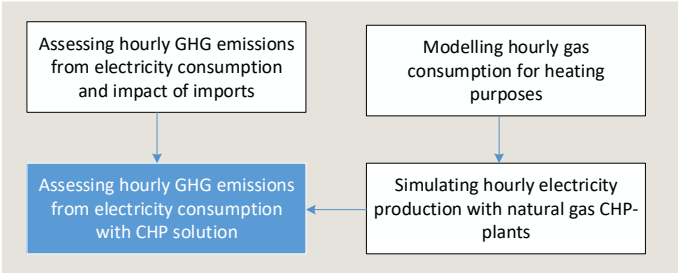 Assessing hourly GHG emissions
from electricity consumption
and impact of imports
Modelling hourly gas
consumption for heating
purposes
Assessing hourly GHG emissions
from electricity consumption
with CHP solution
Simulating hourly electricity
production with natural gas CHP-
plants